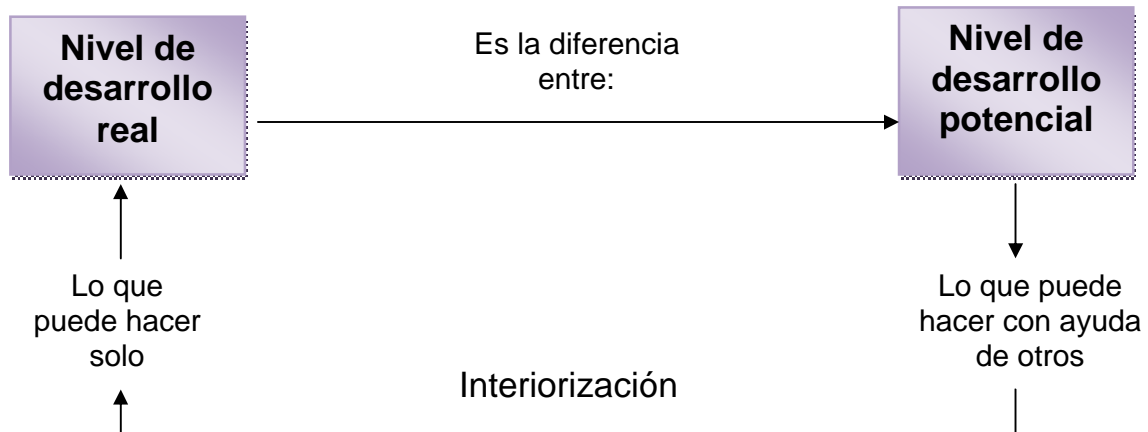 Nivel de
desarrollo
real
Es la diferencia
entre:
Nivel de
desarrollo
potencial
Lo que
puede hacer
solo
Lo que puede
hacer con ayuda
de otros
Interiorización